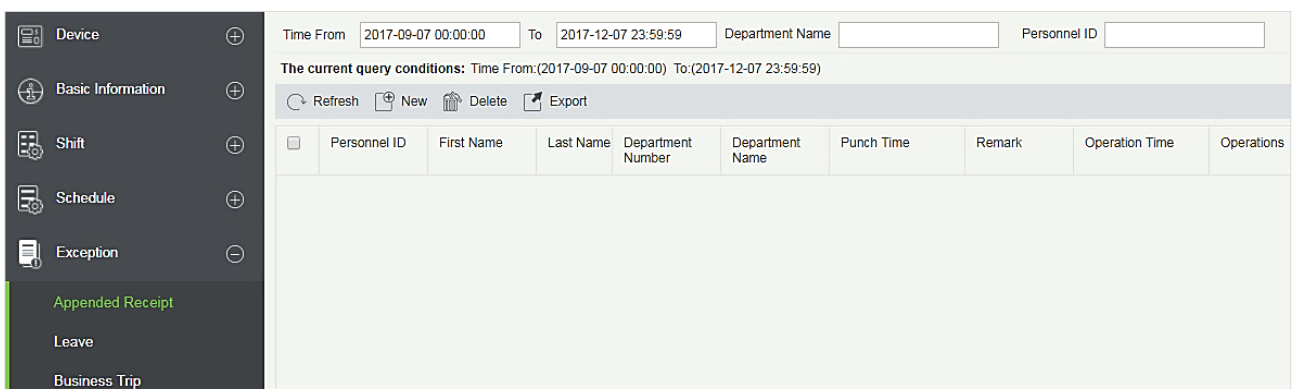 Device
Basic Information
Shift
Schedule
Exception
Appended Receipt
Leave
Business Trip
Time From 2017-09-07 00:00:00 To 2017-12-07 23:59:59 Department Name Personnel ID
The current query conditions: Time From:(2017-09-07 00:00:00) To:(2017-12-07 23:59:59)
Refresh New Delete Export
Personnel ID First Name Last Name Department Number Department Name Punch Time Remark Operation Time Operations